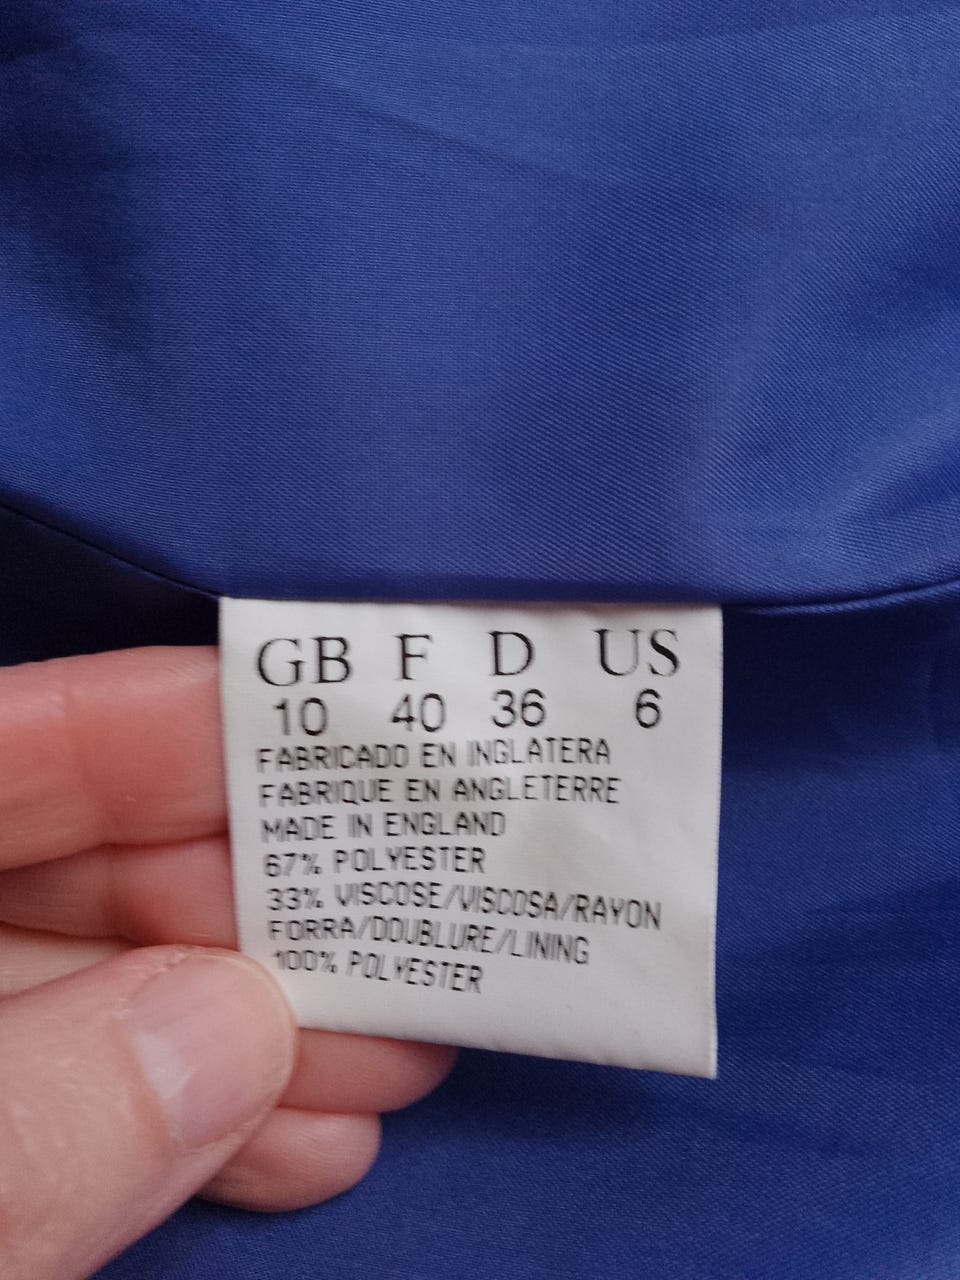 GB F D US
10 40 36 6
FABRICADO EN INGLATERA
FABRIQUE EN ANGLETERRE
MADE IN ENGLAND
67% POLYESTER
33% VISCOSE/VISCOSA/RAYON
FORRA/DOUBLURE/LINING
100% POLYESTER